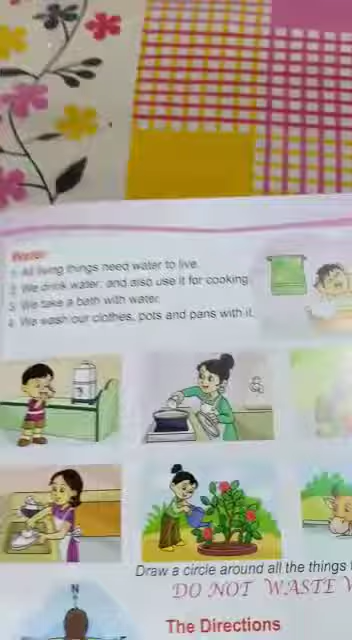 Water
1. All living things need water to live.
2. We drink water, and also use it for cooking.
3. We take a bath with water.
4. We wash our clothes, pots and pans with it.
Draw a circle around all the things
DO NOT WASTE
N
The Directions